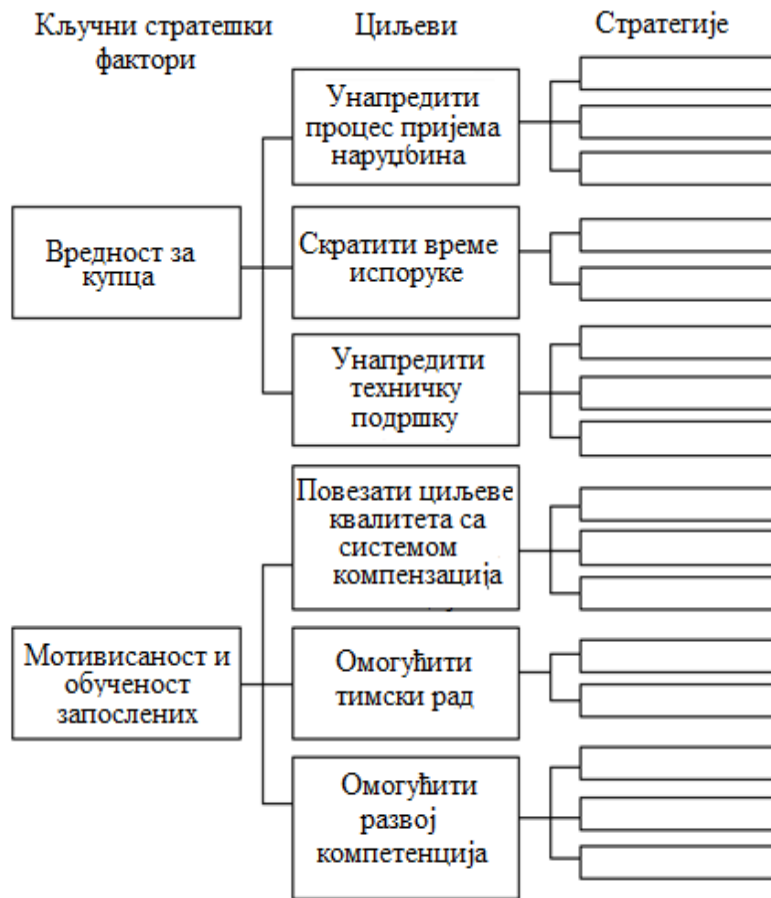 Кључни стратешки
фактори
Циљеви
Стратегије
Вредност за
купца
Унапредити
процес пријема
наруџбина
Скратити време
испоруке
Унапредити
техничку
подршку
Мотивисаност и
обученост
запослених
Повезати циљеве
квалитета са
системом
компензација
Омогућити
тимски рад
Омогућити
развој
компетенција